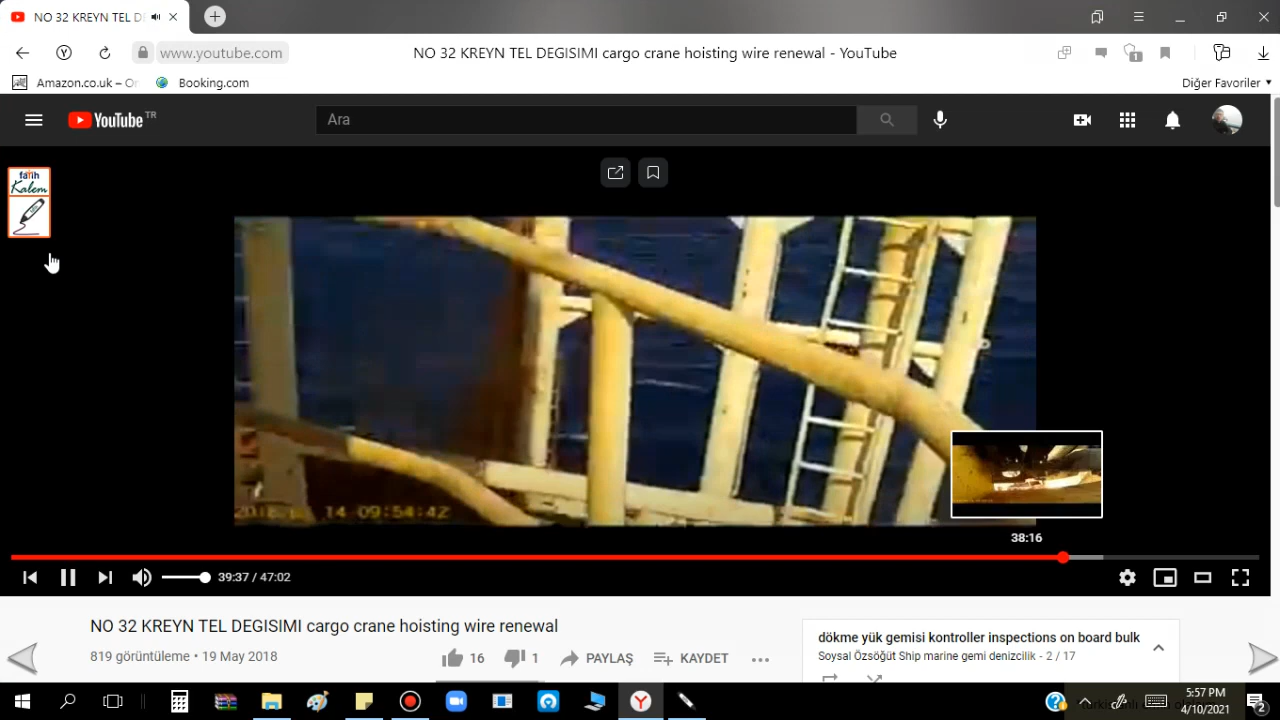 NO 32 KREYN TEL D
www.youtube.com
NO 32 KREYN TEL DEGISIMI cargo crane hoisting wire renewal - YouTube
1
Amazon.co.uk – 
Booking.com
Diğer Favoriler
YouTube TR
Ara
fatih
Kalem
14-09:54:42
38:16
39:37 / 47:02
NO 32 KREYN TEL DEGISIMI cargo crane hoisting wire renewal
819 görüntüleme • 19 May 2018
16
1
PAYLAŞ
KAYDET
dökme yük gemisi kontroller inspections on board bulk
Soysal Özsöğüt Ship marine gemi denizcilik - 2 / 17
5:57 PM
4/10/2021
2